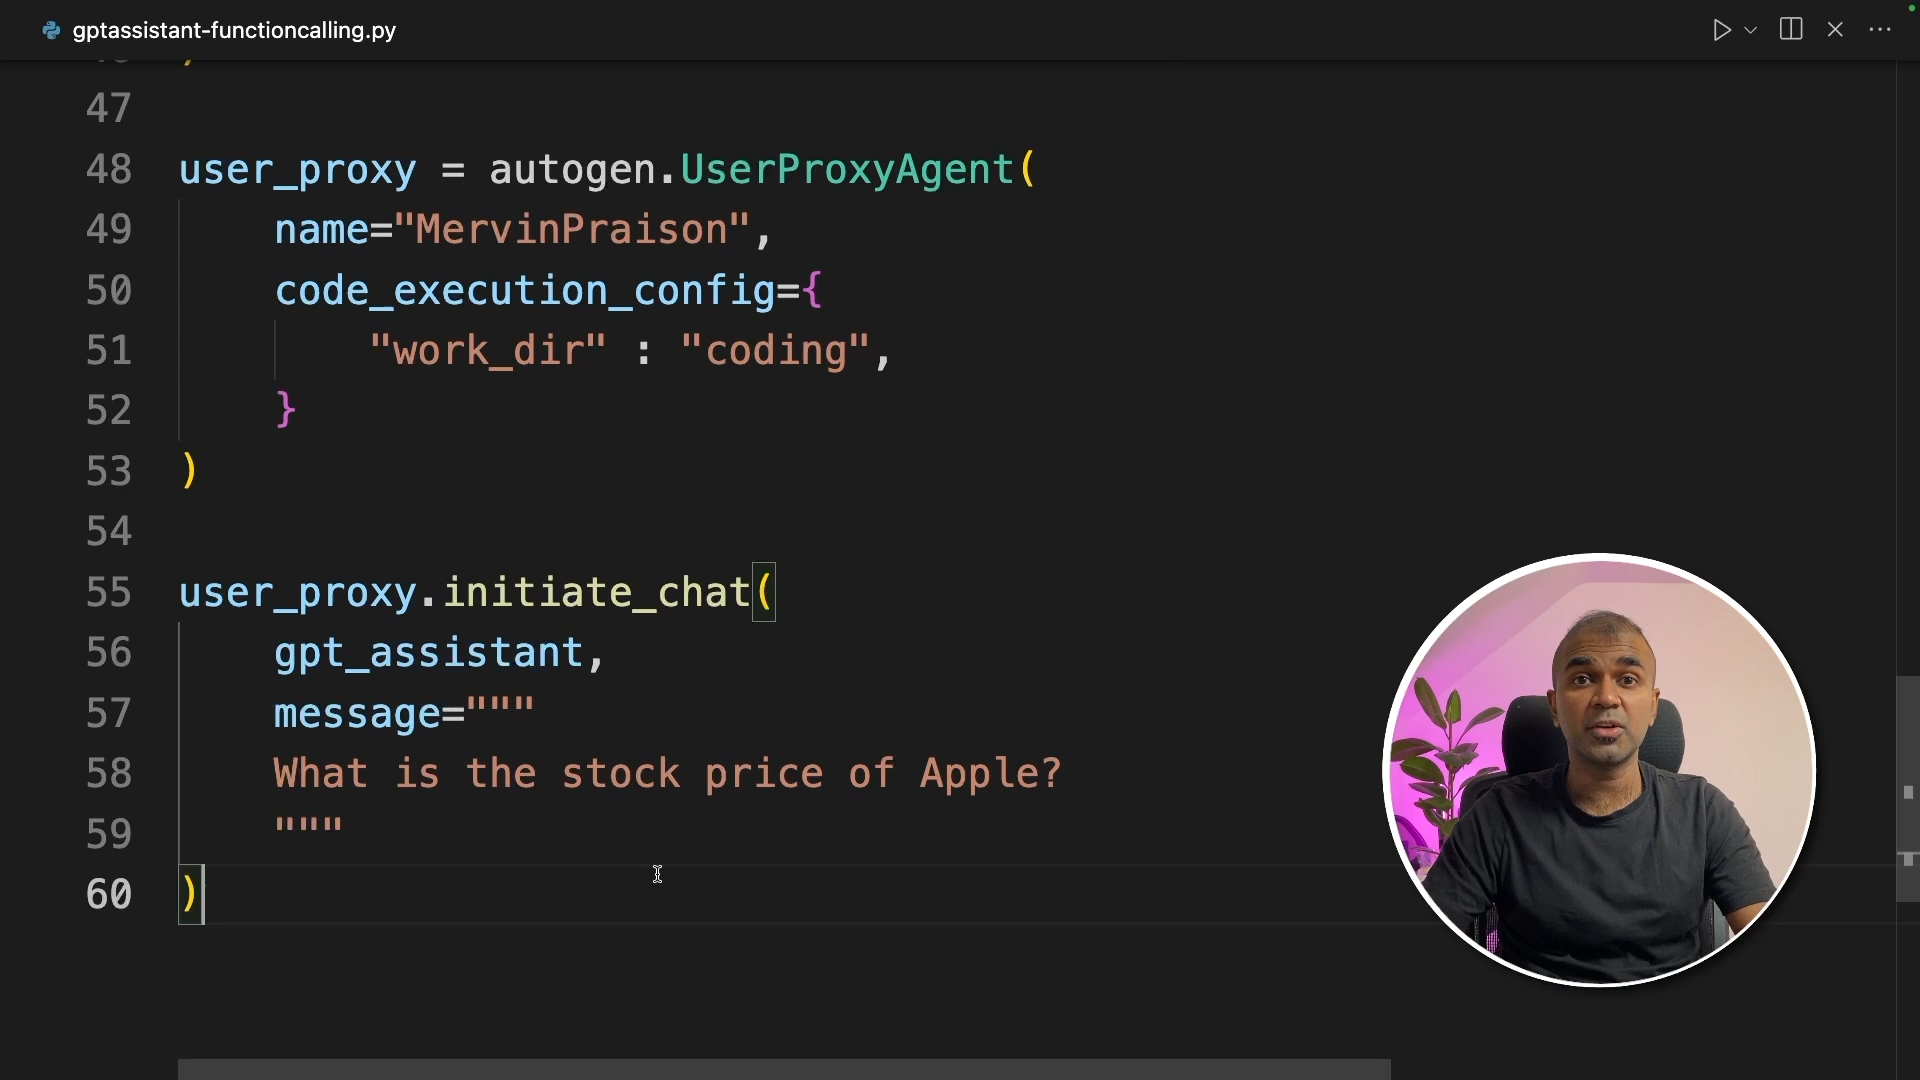 gptassistant-functioncalling.py
47
48 user_proxy = autogen.UserProxyAgent(
49     name="MervinPraison",
50     code_execution_config={
51         "work_dir" : "coding",
52     }
53 )
54
55 user_proxy.initiate_chat(
56     gpt_assistant,
57     message="""
58     What is the stock price of Apple?
59     """
60 )